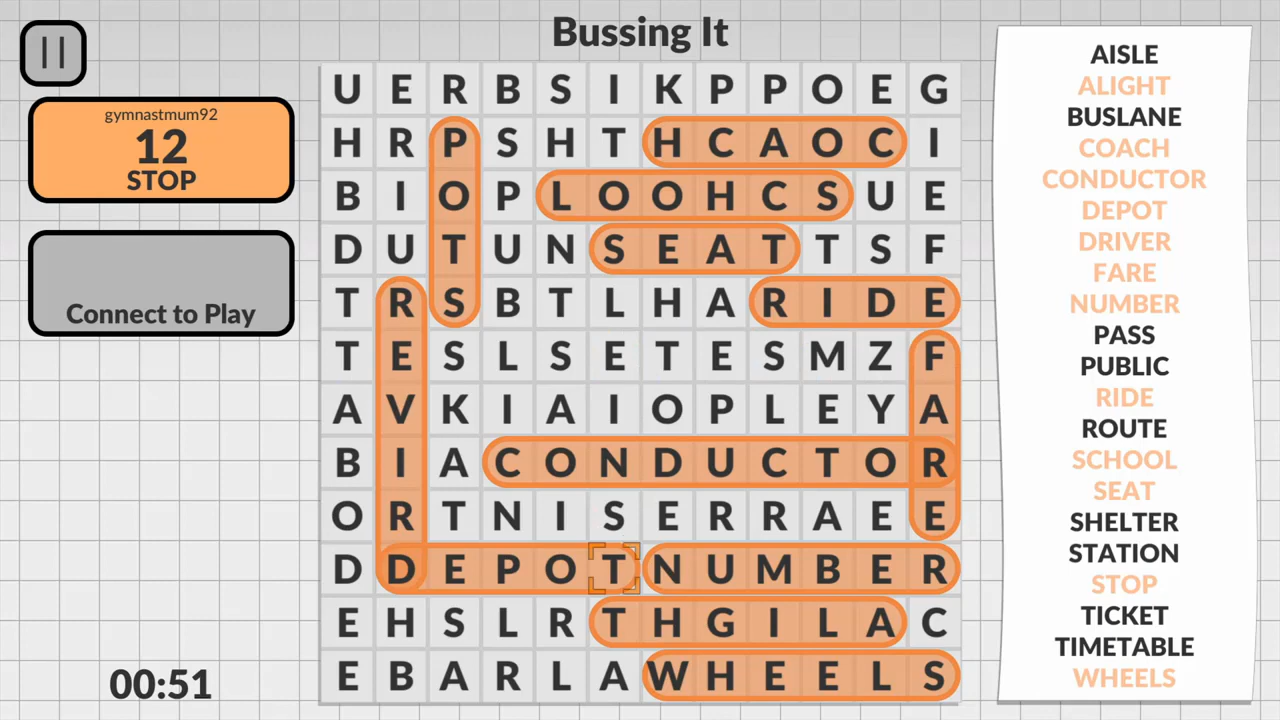 Bussing It
gymnastmum92
12
STOP
Connect to Play
00:51
U E R B S I K P P O E G
H R P S H T H C A O C I
B I O P L O O H C S U E
D U T U N S E A T T S F
T R S B T L H A R I D E
T E S L S E T E S M Z F
A V K I A I O P L E Y A
B I A C O N D U C T O R
O R T N I S E R R A E E
D D E P O T N U M B E R
E H S L R T H G I L A C
E B A R L A W H E E L S
AISLE
ALIGHT
BUSLANE
COACH
CONDUCTOR
DEPOT
DRIVER
FARE
NUMBER
PASS
PUBLIC
RIDE
ROUTE
SCHOOL
SEAT
SHELTER
STATION
STOP
TICKET
TIMETABLE
WHEELS